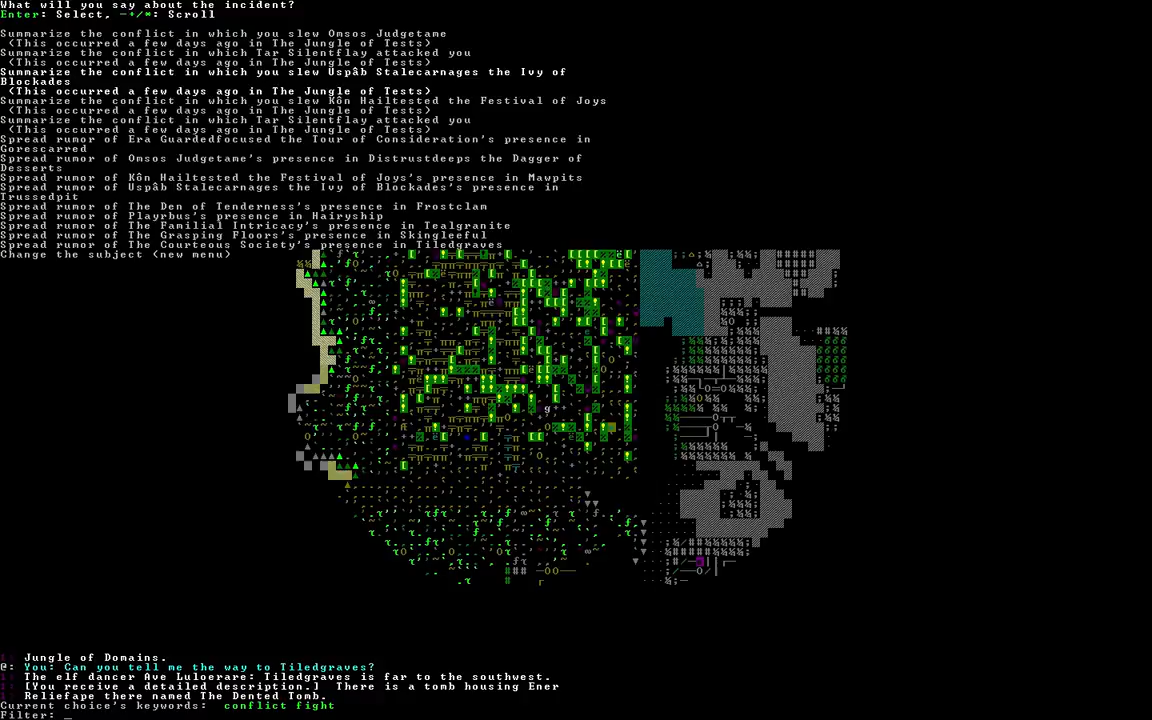 What will you say about the incident?
Enter: Select, -+/*: Scroll
Summarize the conflict in which you slew Omsos Judgetame
(This occurred a few days ago in The Jungle of Tests)
Summarize the conflict in which Tar Silentflay attacked you
(This occurred a few days ago in The Jungle of Tests)
Summarize the conflict in which you slew Uspâb Stalecarnages the Ivy of
Blockades
(This occurred a few days ago in The Jungle of Tests)
Summarize the conflict in which you slew Kôn Hailtested the Festival of Joys
(This occurred a few days ago in The Jungle of Tests)
Summarize the conflict in which Tar Silentflay attacked you
(This occurred a few days ago in The Jungle of Tests)
Spread rumor of Era Guardedfocused the Tour of Consideration's presence in
Gorescarred
Spread rumor of Omsos Judgetame's presence in Distrustdeeps the Dagger of
Desserts
Spread rumor of Kôn Hailtested the Festival of Joys's presence in Mawpits
Spread rumor of Uspâb Stalecarnages the Ivy of Blockades's presence in
Trussedpit
Spread rumor of The Den of Tenderness's presence in Frostclam
Spread rumor of Playrbus's presence in Hairyship
Spread rumor of The Familial Intricacy's presence in Tealgranite
Spread rumor of The Grasping Floors's presence in Skingleeful
Spread rumor of The Courteous Society's presence in Tiledgraves
Change the subject (new menu)
Jungle of Domains.
@: You: Can you tell me the way to Tiledgraves?
The elf dancer Ave Luloerare: Tiledgraves is far to the southwest.
[You receive a detailed description.] There is a tomb housing Ener
Reliefape there named The Dented Tomb.
Current choice's keywords: conflict fight
Filter: _